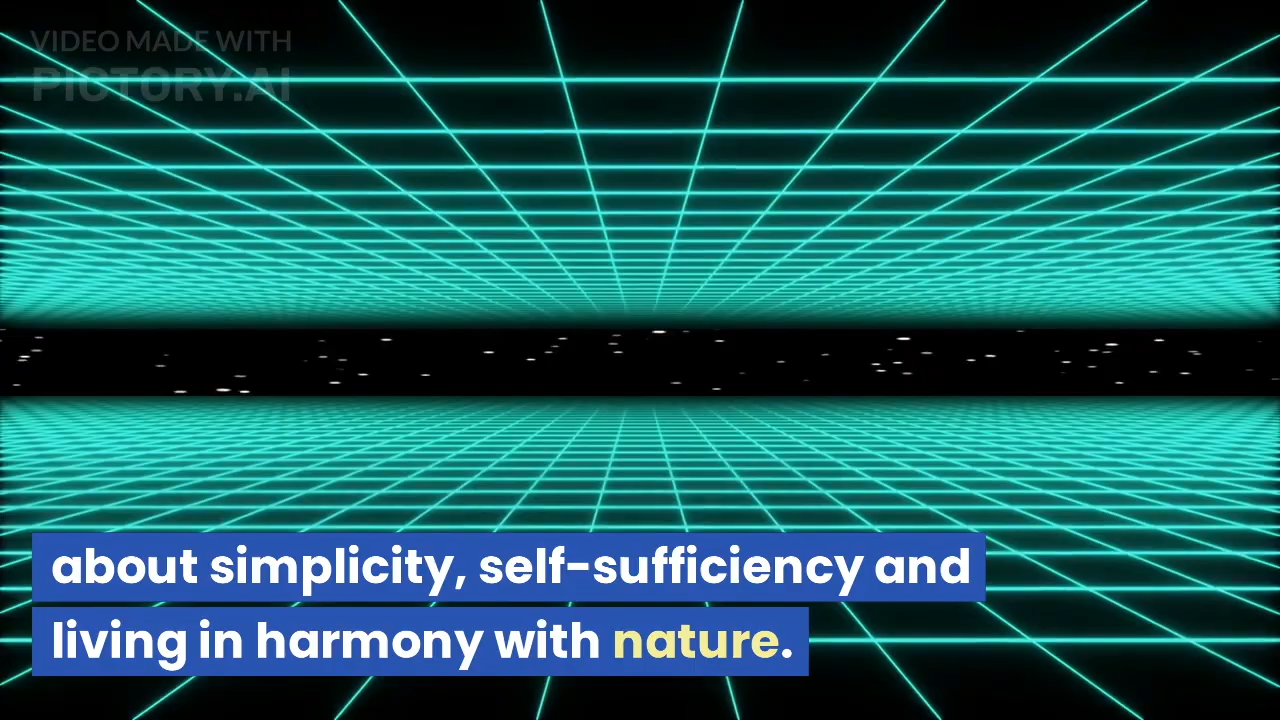 VIDEO MADE WITH
PICTORY.AI
about simplicity, self-sufficiency and
living in harmony with nature.